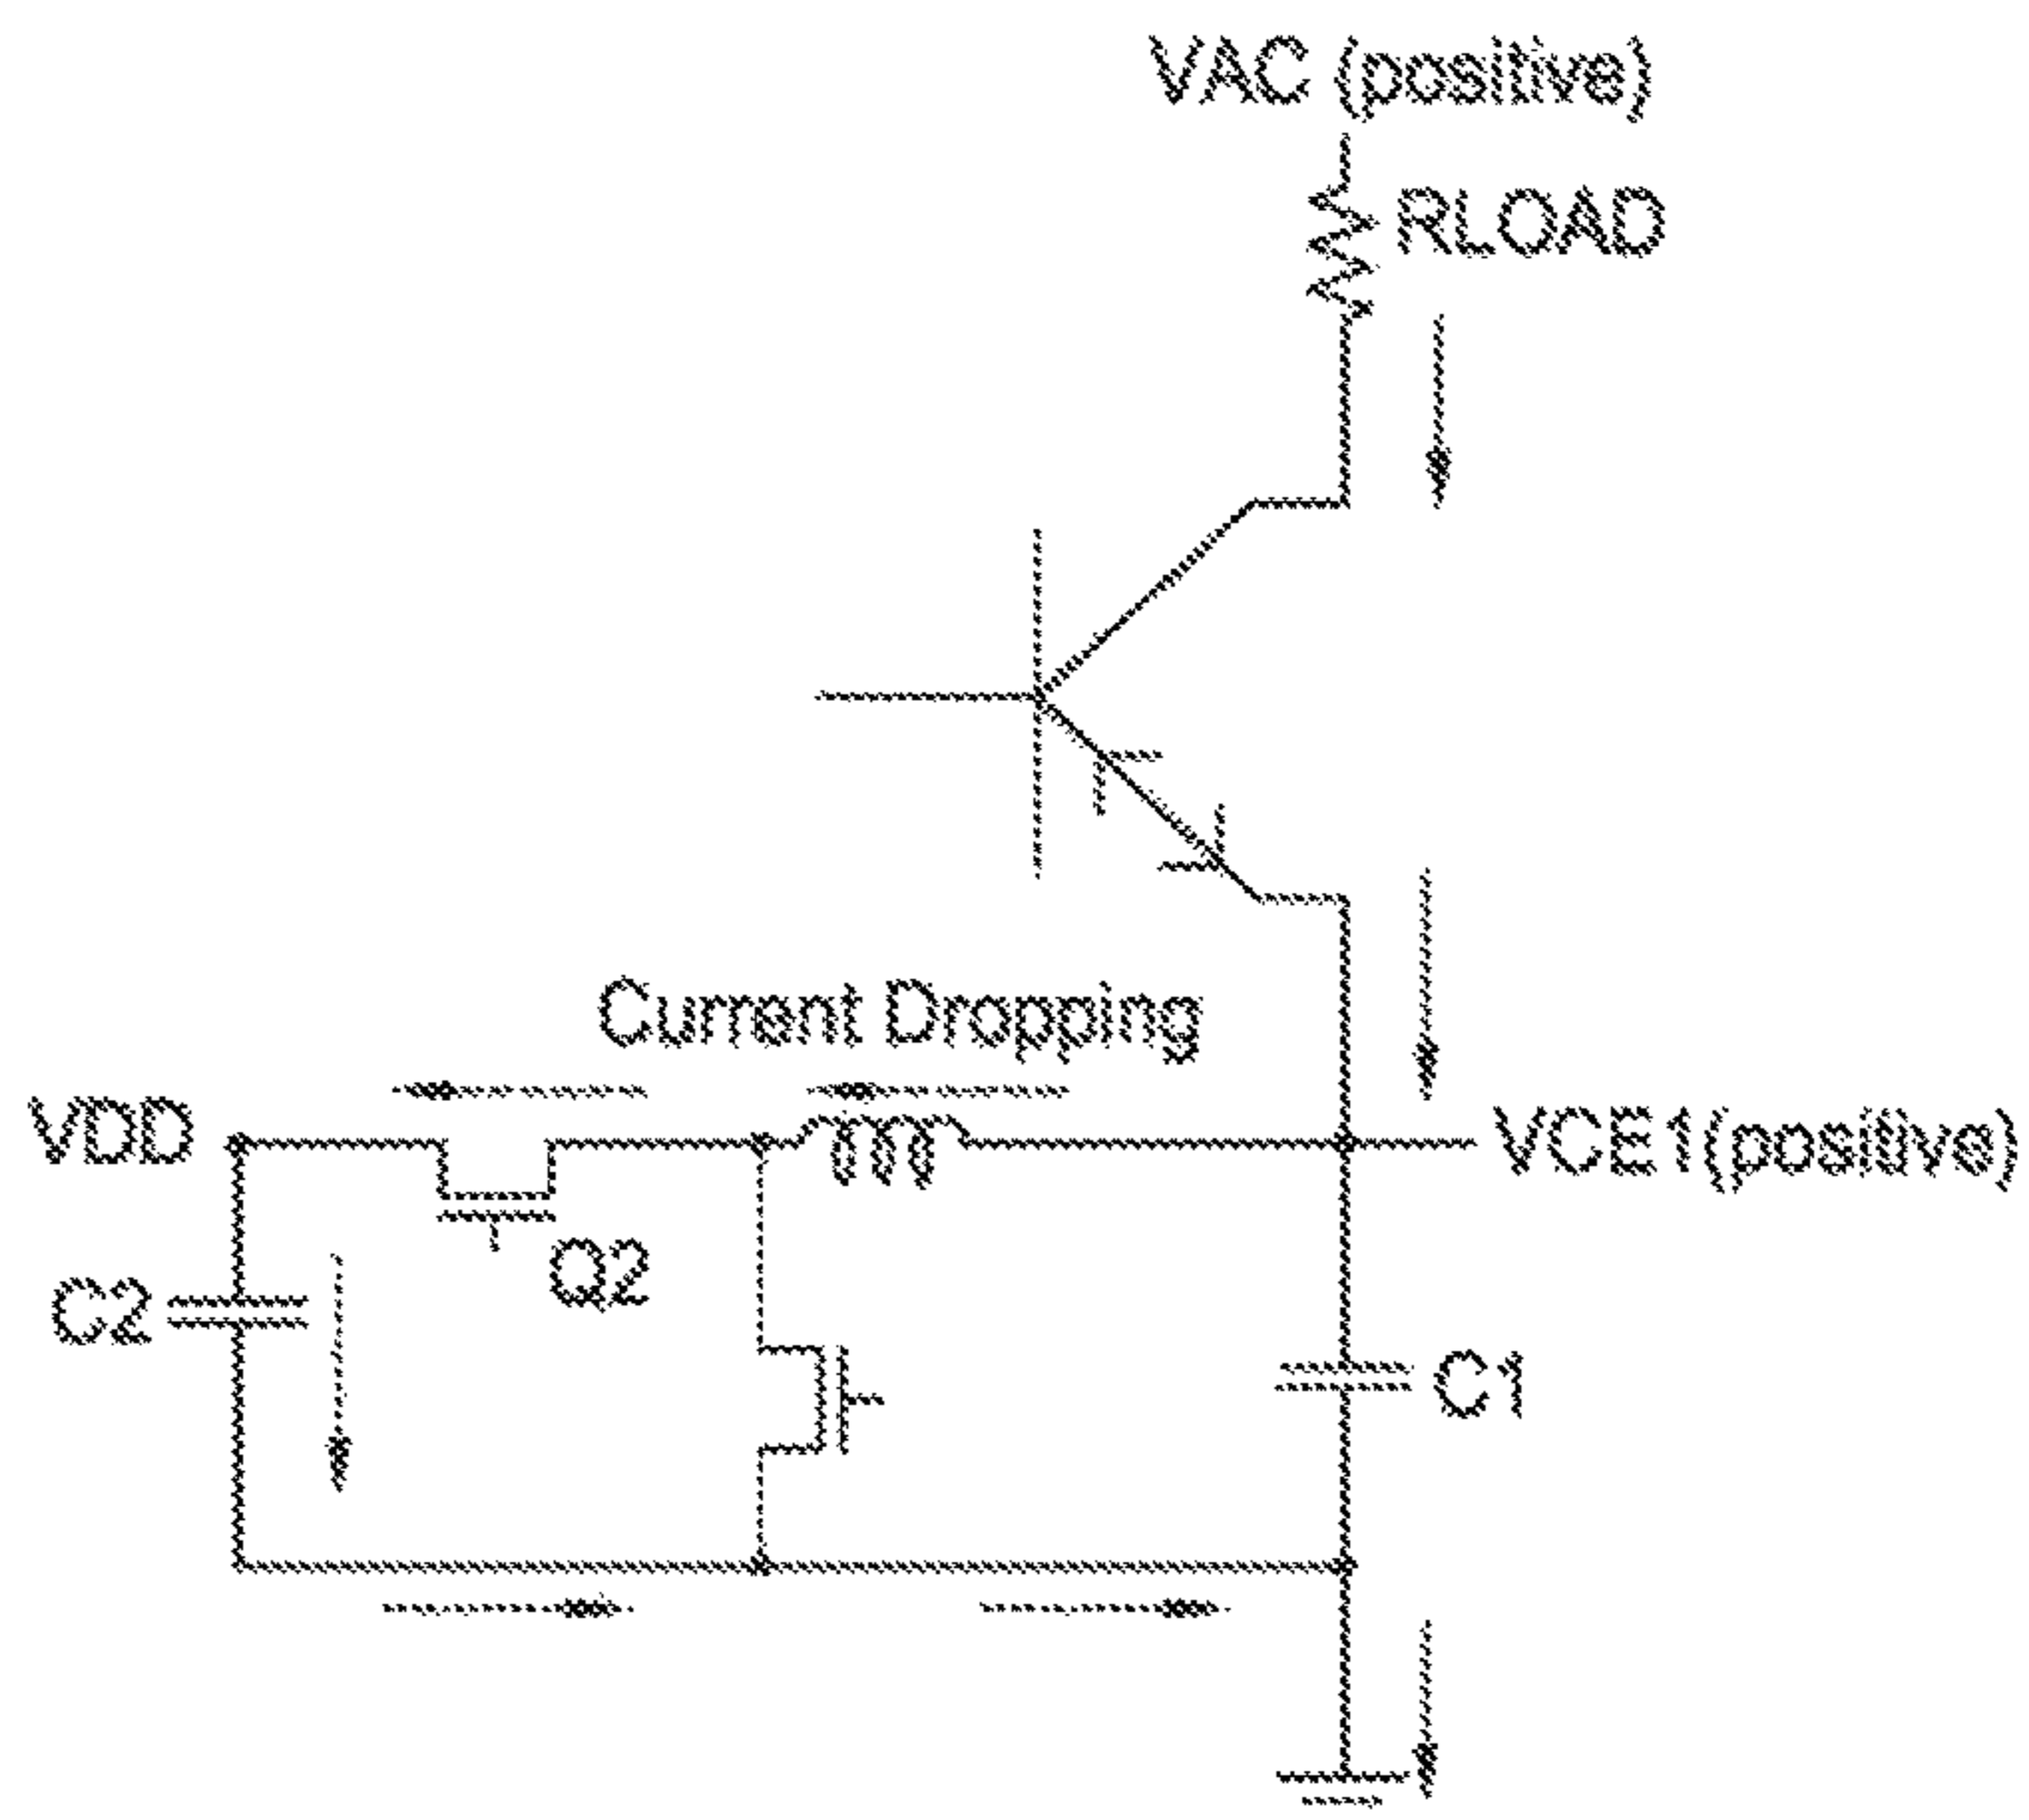 VAC (positive)
RLOAD
Current Dropping
VDD
VCE1(positive)
Q2
C2
C1